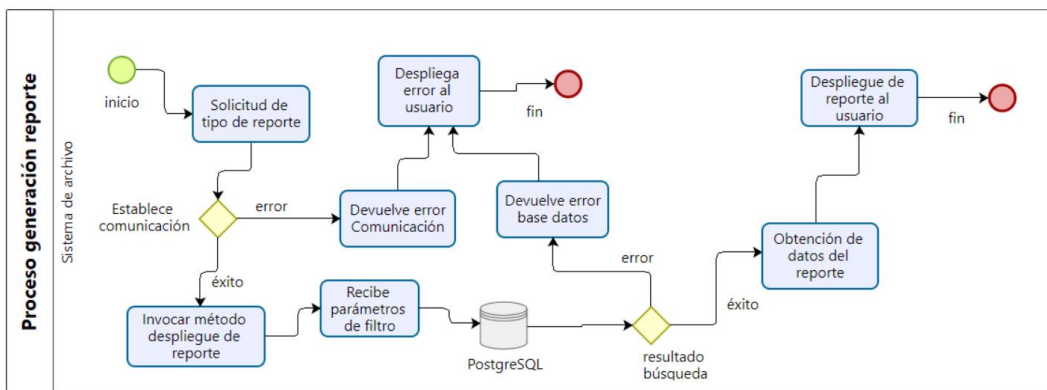 Proceso generación reporte
Sistema de archivo
inicio
Solicitud de
tipo de reporte
Establece
comunicación
error
éxito
Devuelve error
Comunicación
Despliega
error al
usuario
fin
Invocar método
despliegue de
reporte
Recibe
parámetros
de filtro
PostgreSQL
resultado
búsqueda
error
Devuelve error
base datos
éxito
Obtención de
datos del
reporte
Despliegue de
reporte al
usuario
fin